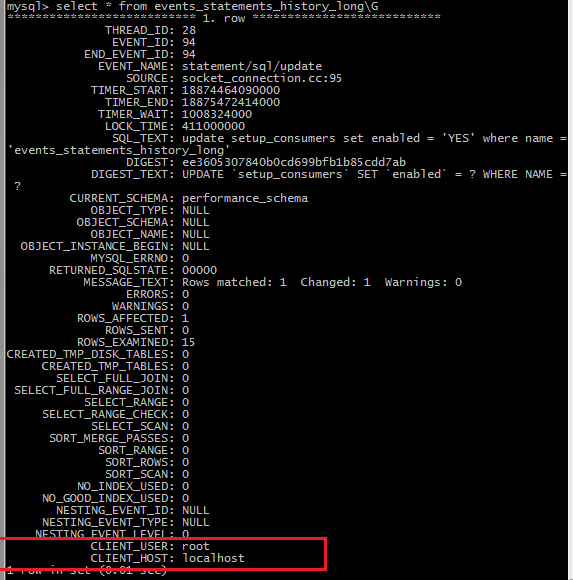 mysql> select * from events_statements_history_long\G
*************************** 1. row ***************************
THREAD_ID: 28
EVENT_ID: 94
END_EVENT_ID: 94
EVENT_NAME: statement/sql/update
SOURCE: socket_connection.cc:95
TIMER_START: 18874464090000
TIMER_END: 18875472414000
TIMER_WAIT: 1008324000
LOCK_TIME: 411000000
SQL_TEXT: update setup_consumers set enabled = 'YES' where name =
'events_statements_history_long'
DIGEST: ee3605307840b0cd699bfb1b85cdd7ab
DIGEST_TEXT: UPDATE `setup_consumers` SET `enabled` = ? WHERE NAME =
?
CURRENT_SCHEMA: performance_schema
OBJECT_TYPE: NULL
OBJECT_SCHEMA: NULL
OBJECT_NAME: NULL
OBJECT_INSTANCE_BEGIN: NULL
MYSQL_ERRNO: 0
RETURNED_SQLSTATE: 00000
MESSAGE_TEXT: Rows matched: 1  Changed: 1  Warnings: 0
ERRORS: 0
WARNINGS: 0
ROWS_AFFECTED: 1
ROWS_SENT: 0
ROWS_EXAMINED: 15
CREATED_TMP_DISK_TABLES: 0
CREATED_TMP_TABLES: 0
SELECT_FULL_JOIN: 0
SELECT_FULL_RANGE_JOIN: 0
SELECT_RANGE: 0
SELECT_RANGE_CHECK: 0
SELECT_SCAN: 0
SORT_MERGE_PASSES: 0
SORT_RANGE: 0
SORT_ROWS: 0
SORT_SCAN: 0
NO_INDEX_USED: 0
NO_GOOD_INDEX_USED: 0
NESTING_EVENT_ID: NULL
NESTING_EVENT_TYPE: NULL
NESTING_EVENT_LEVEL: 0
CLIENT_USER: root
CLIENT_HOST: localhost
1 row in set (0.01 sec)